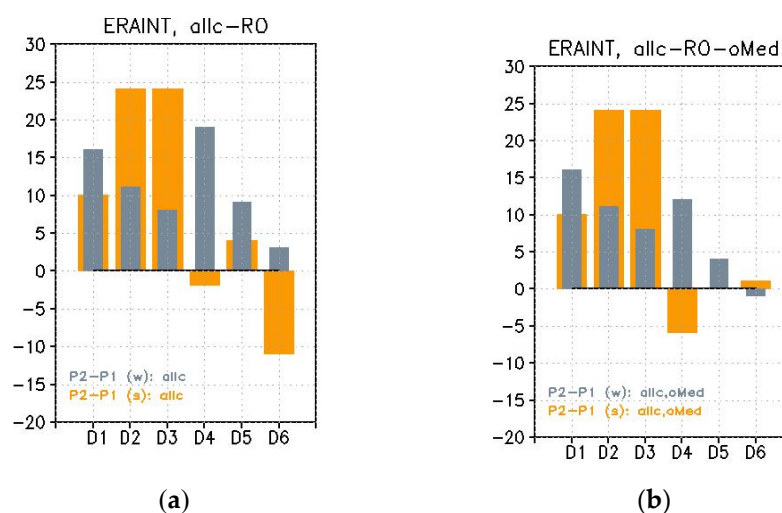 ERAINT, allc-RO
30
25
20
15
10
5
0
-5
-10
-15
-20
P2-P1 (w): allc
P2-P1 (s): allc
D1 D2 D3 D4 D5 D6
(a)
ERAINT, allc-RO-oMed
30
25
20
15
10
5
0
-5
-10
-15
-20
P2-P1 (w): allc,oMed
P2-P1 (s): allc,oMed
D1 D2 D3 D4 D5 D6
(b)